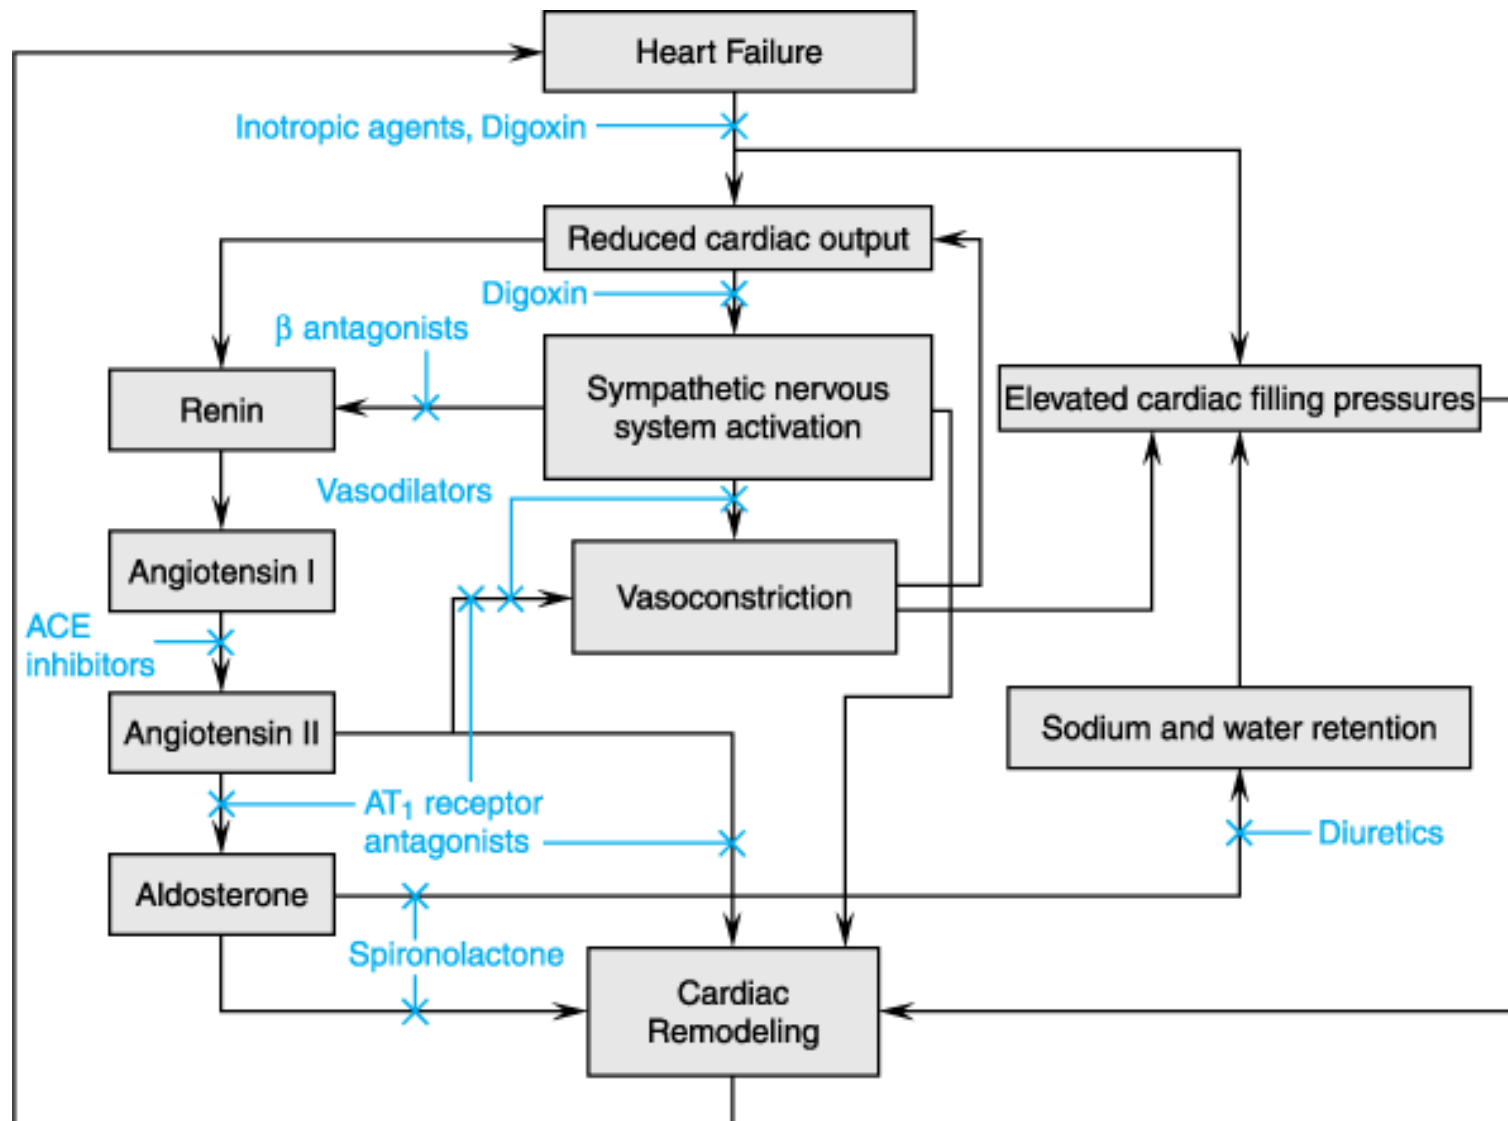 Heart Failure
Inotropic agents, Digoxin
Reduced cardiac output
Digoxin
β antagonists
Renin
Sympathetic nervous
system activation
Elevated cardiac filling pressures
Vasodilators
Angiotensin I
Vasoconstriction
ACE
inhibitors
Angiotensin II
Sodium and water retention
AT₁ receptor
antagonists
Diuretics
Aldosterone
Spironolactone
Cardiac
Remodeling